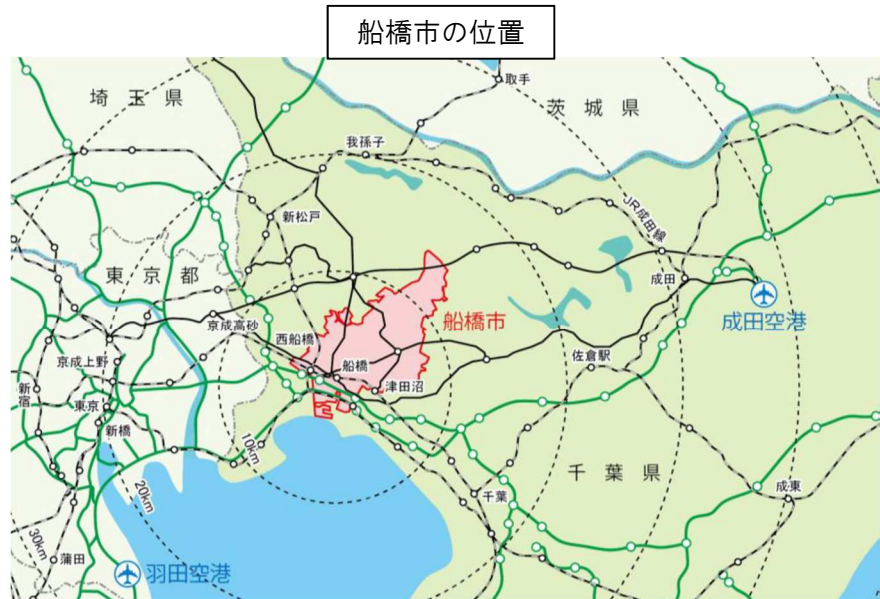 船橋市の位置
埼玉県
茨城県
取手
我孫子
新松戸
JR成田線
東京都
成田
成田空港
京成高砂
西船橋
船橋市
船橋
佐倉駅
京成上野
津田沼
新宿
東京
新橋
10km
20km
30km
千葉県
千葉
成東
蒲田
羽田空港